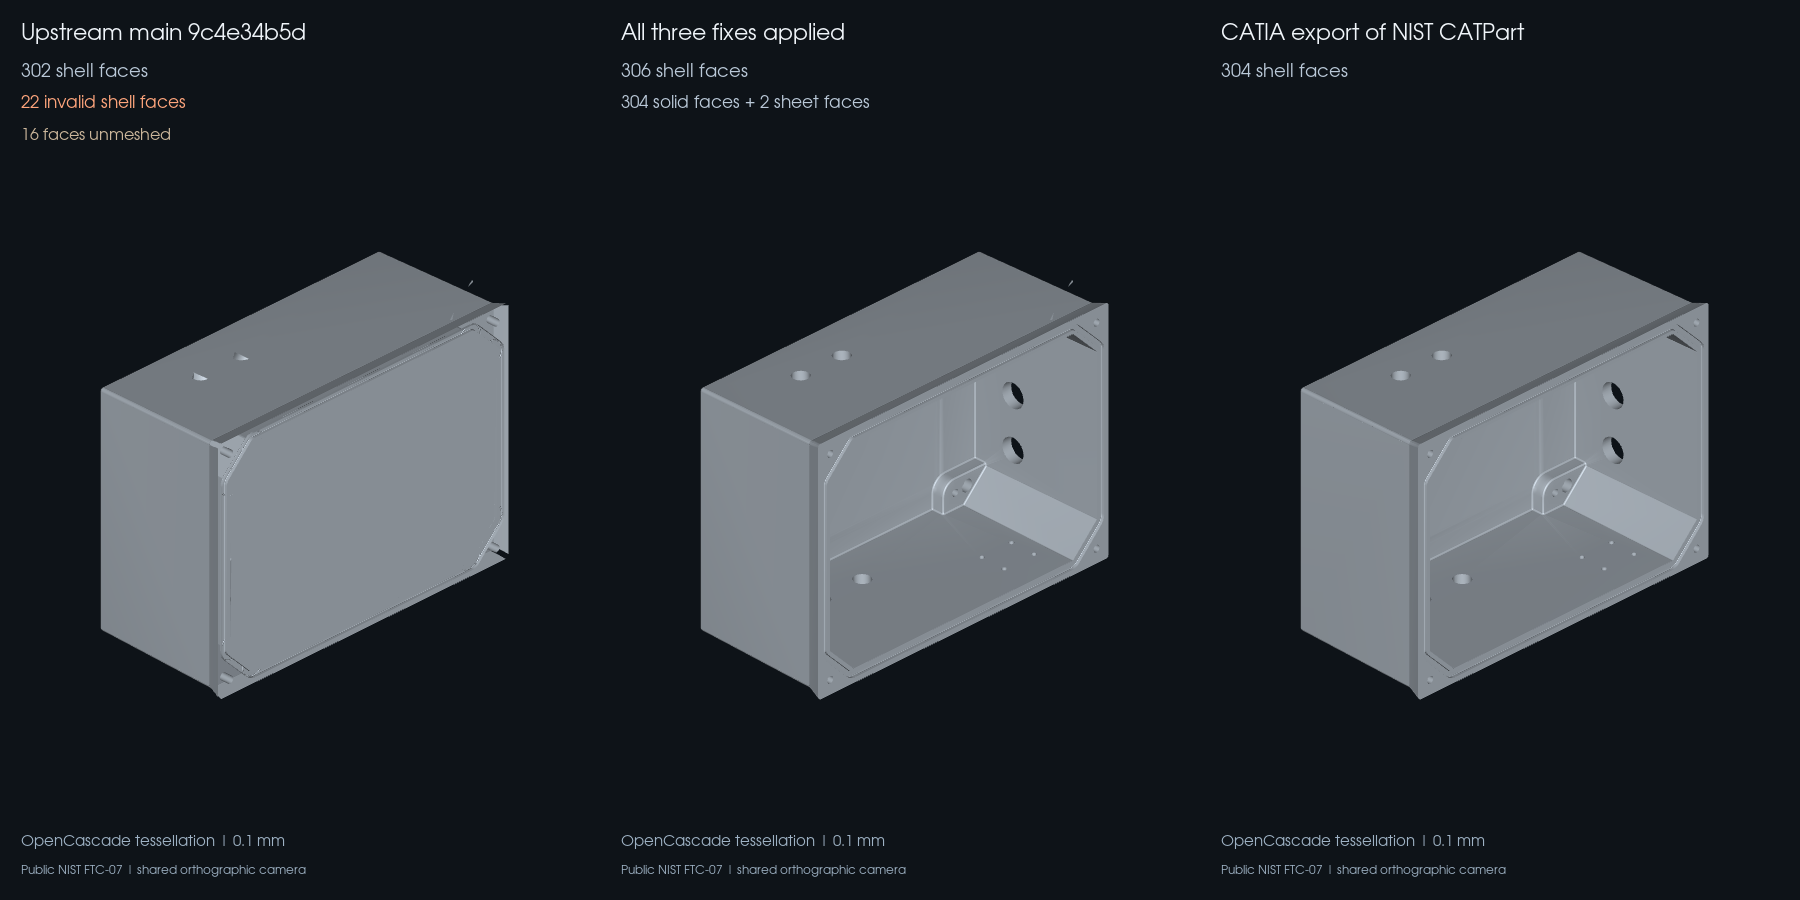 Upstream main 9c4e34b5d
302 shell faces
22 invalid shell faces
16 faces unmeshed
All three fixes applied
306 shell faces
304 solid faces + 2 sheet faces
CATIA export of NIST CATPart
304 shell faces
OpenCascade tessellation | 0.1 mm
Public NIST FTC-07 | shared orthographic camera
OpenCascade tessellation | 0.1 mm
Public NIST FTC-07 | shared orthographic camera
OpenCascade tessellation | 0.1 mm
Public NIST FTC-07 | shared orthographic camera